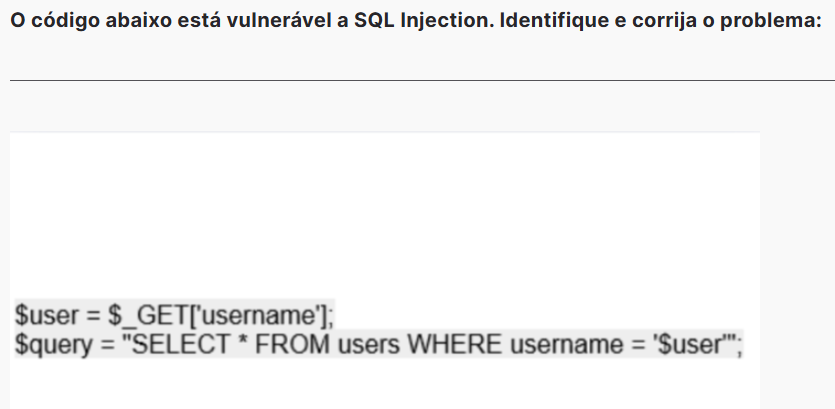 O código abaixo está vulnerável a SQL Injection. Identifique e corrija o problema:
$user = $_GET['username'];
$query = "SELECT * FROM users WHERE username = '$user'";